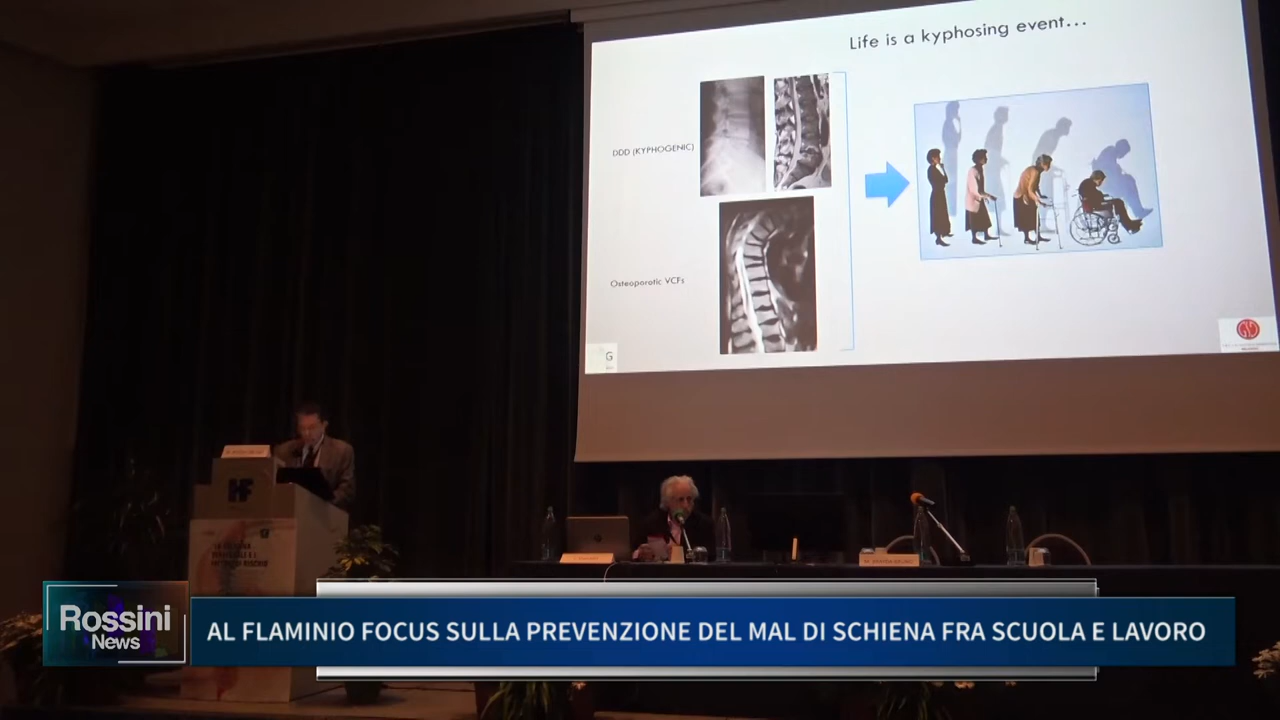 Life is a kyphosing event...
DDD (KYPHOGENIC)
Osteoporotic VCFs
G
HF
Rossini
News
AL FLAMINIO FOCUS SULLA PREVENZIONE DEL MAL DI SCHIENA FRA SCUOLA E LAVORO